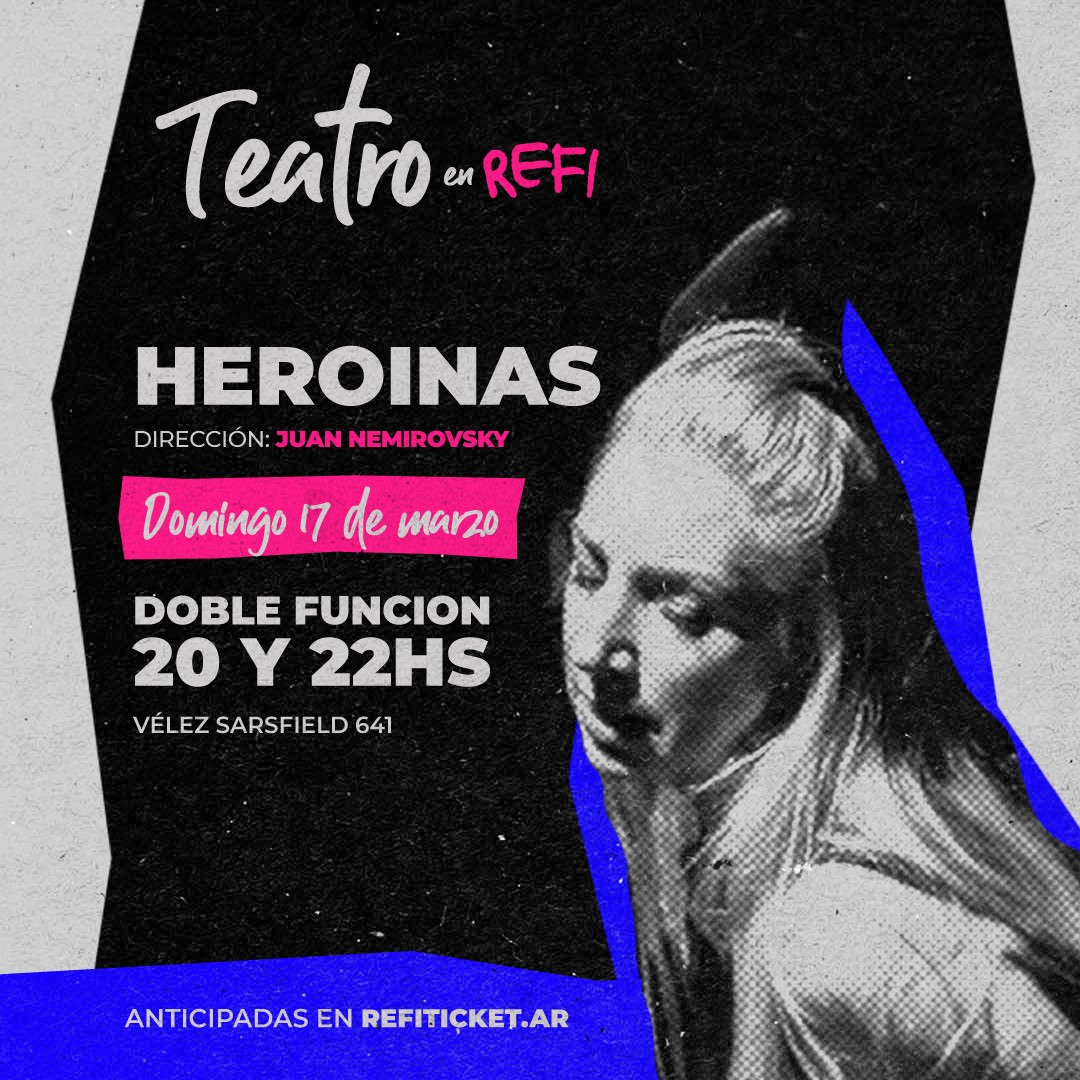 Teatro en REFI
HEROINAS
DIRECCIÓN: JUAN NEMIROVSKY
Domingo 17 de marzo
DOBLE FUNCION
20 Y 22HS
VÉLEZ SARSFIELD 641
ANTICIPADAS EN REFITICKET.AR